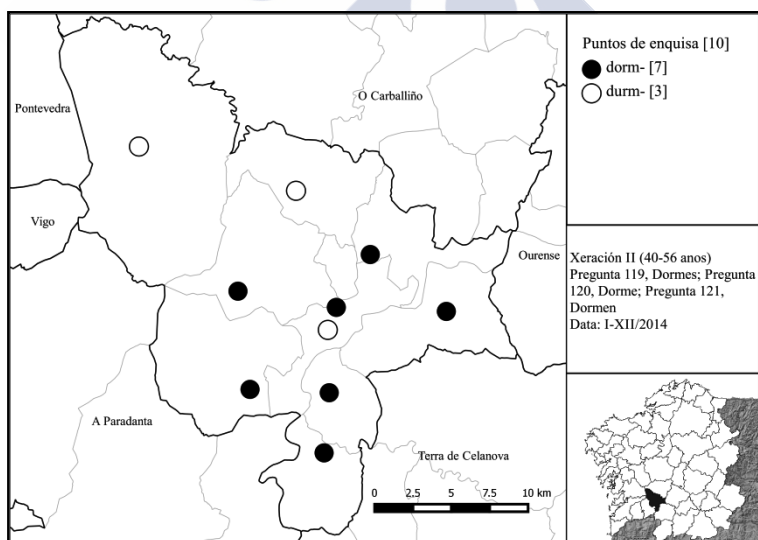 Pontevedra
O Carballiño
Vigo
Ourense
A Paradanta
Terra de Celanova
0 2,5 5 7,5 10 km
Puntos de enquisa [10]
dorm- [7]
durm- [3]
Xeración II (40-56 anos)
Pregunta 119, Dormes; Pregunta
120, Dorme; Pregunta 121,
Dormen
Data: I-XII/2014